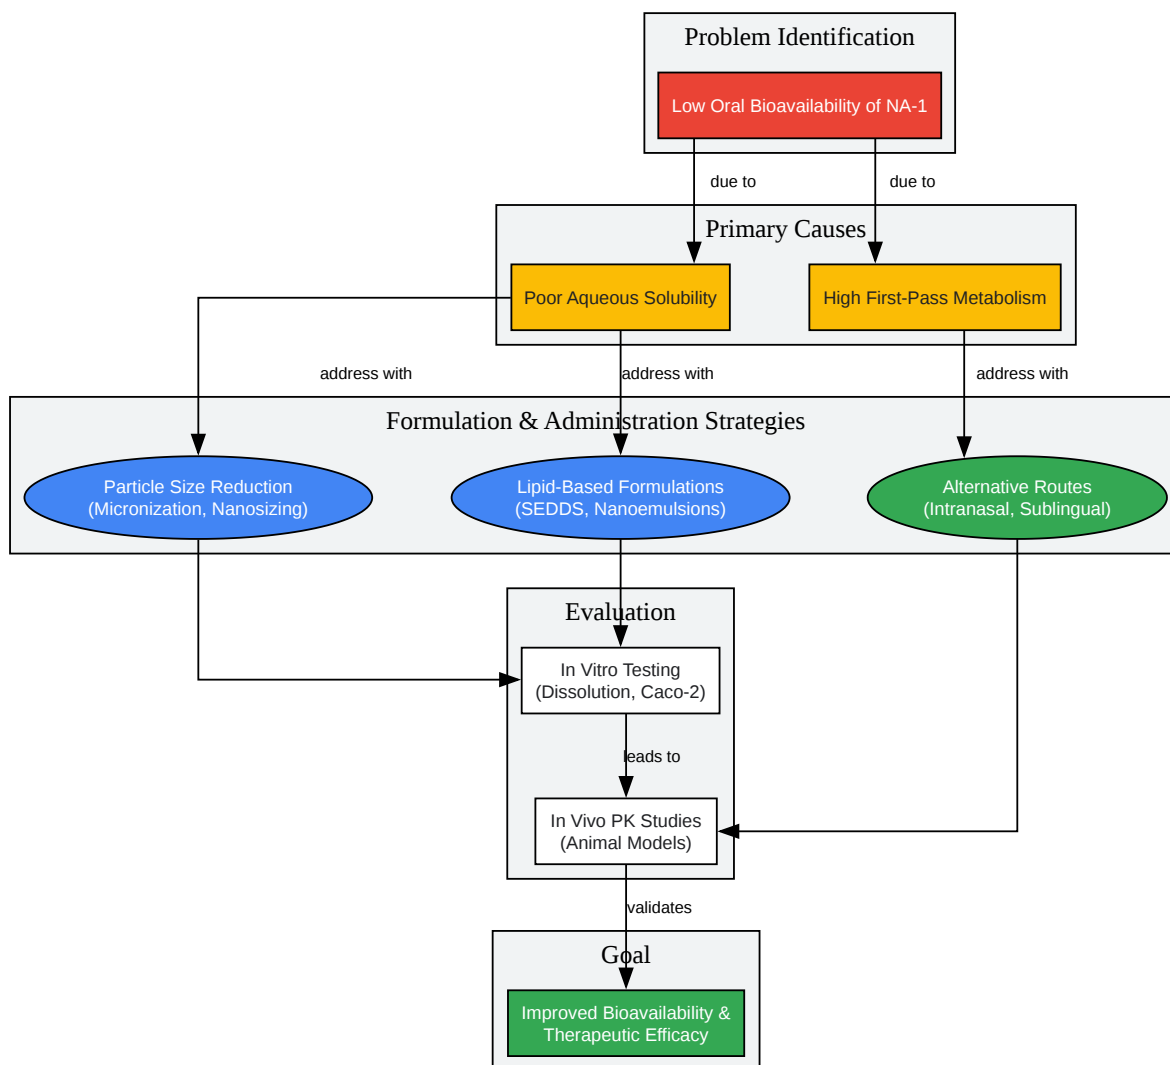 Problem Identification
Low Oral Bioavailability of NA-1
due to
due to
Primary Causes
Poor Aqueous Solubility
High First-Pass Metabolism
address with
address with
address with
Formulation & Administration Strategies
Particle Size Reduction
(Micronization, Nanosizing)
Lipid-Based Formulations
(SEDDS, Nanoemulsions)
Alternative Routes
(Intranasal, Sublingual)
Evaluation
In Vitro Testing
(Dissolution, Caco-2)
leads to
In Vivo PK Studies
(Animal Models)
validates
Goal
Improved Bioavailability &
Therapeutic Efficacy